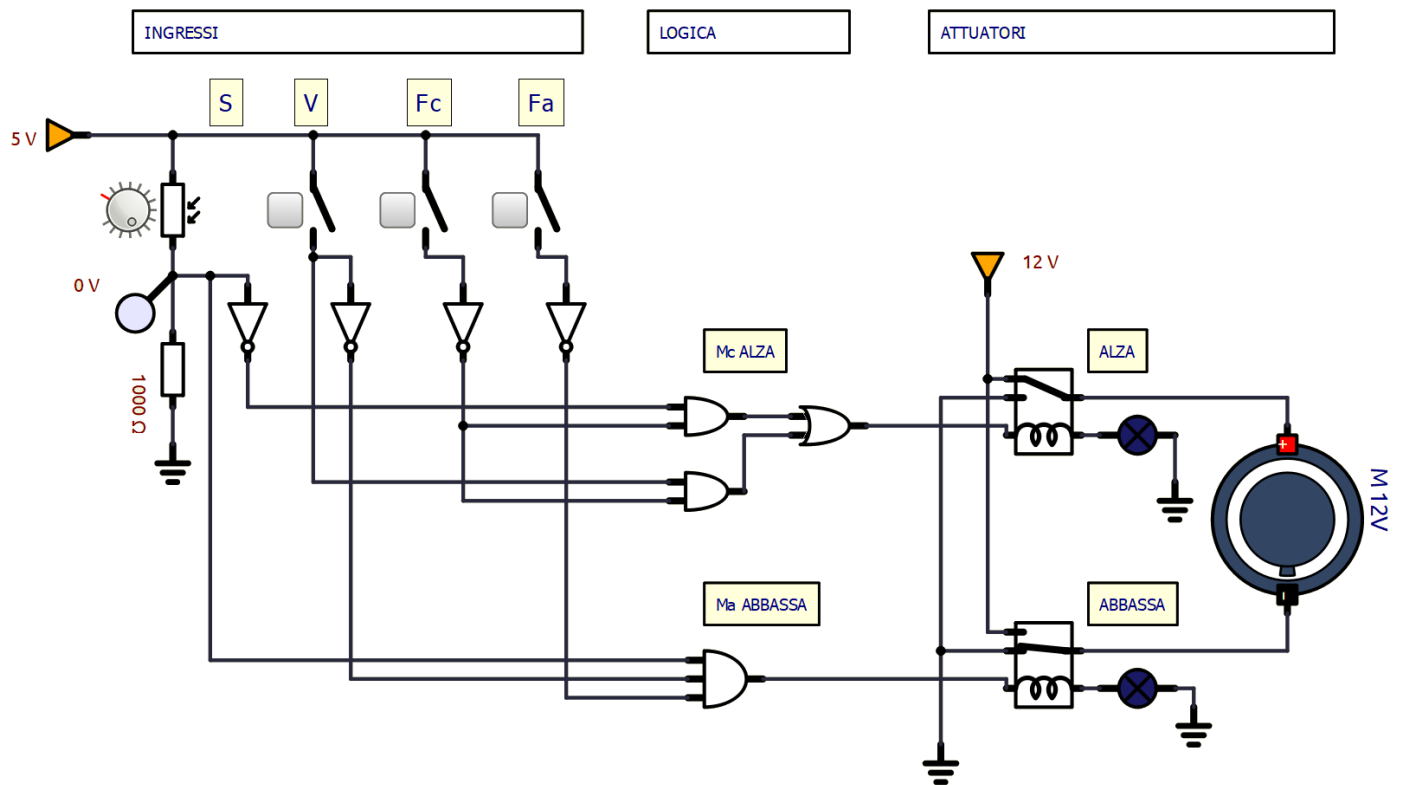 INGRESSI
LOGICA
ATTUATORI
S
V
Fc
Fa
5 V
0 V
1000 Ω
12 V
Mc ALZA
ALZA
+
M 12V
Ma ABBASSA
ABBASSA
-